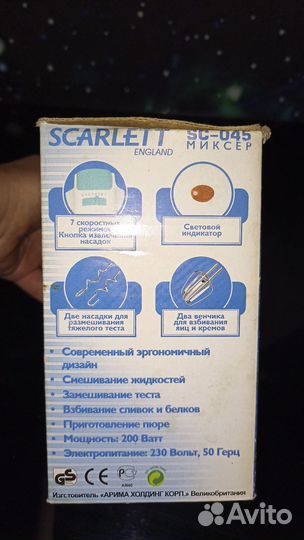 SCARLETT SC-045
ENGLAND МИКСЕР
7 скоростных
режимов
Кнопка извлечения
насадок
Световой
индикатор
Две насадки для
размешивания
тяжелого теста
Два венчика
для взбивания
яиц и кремов
• Современный эргономичный
дизайн
• Смешивание жидкостей
• Замешивание теста
• Взбивание сливок и белков
• Приготовление пюре
• Мощность: 200 Ватт
• Электропитание: 230 Вольт, 50 Герц
GS CE
Изготовитель «АРИМА ХОЛДИНГ КОРП.» Великобритания
Avito